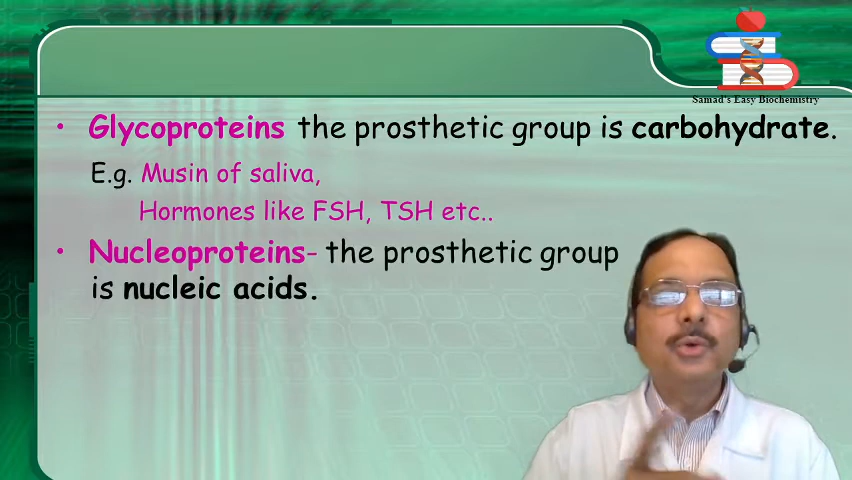 Samad's Easy Biochemistry
• Glycoproteins the prosthetic group is carbohydrate.
E.g. Musin of saliva,
Hormones like FSH, TSH etc..
• Nucleoproteins- the prosthetic group
is nucleic acids.